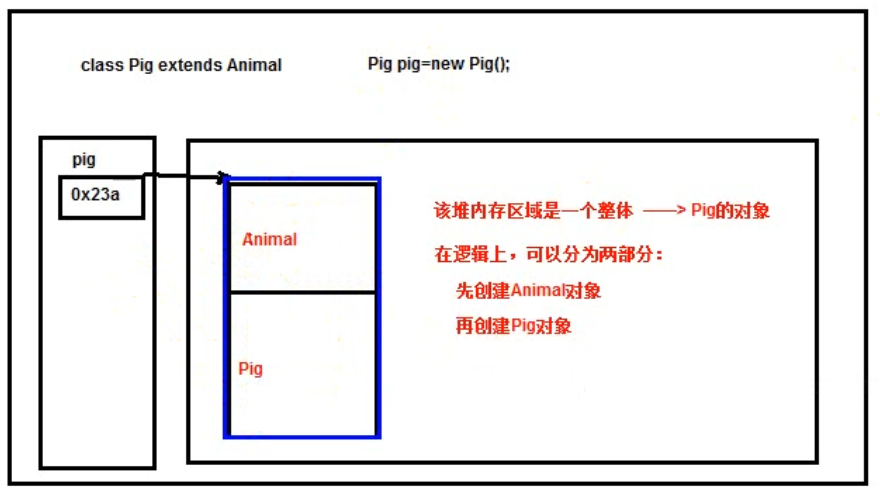 class Pig extends Animal
Pig pig=new Pig();
pig
0x23a
Animal
Pig
该堆内存区域是一个整体 ——> Pig的对象
在逻辑上，可以分为两部分：
先创建Animal对象
再创建Pig对象